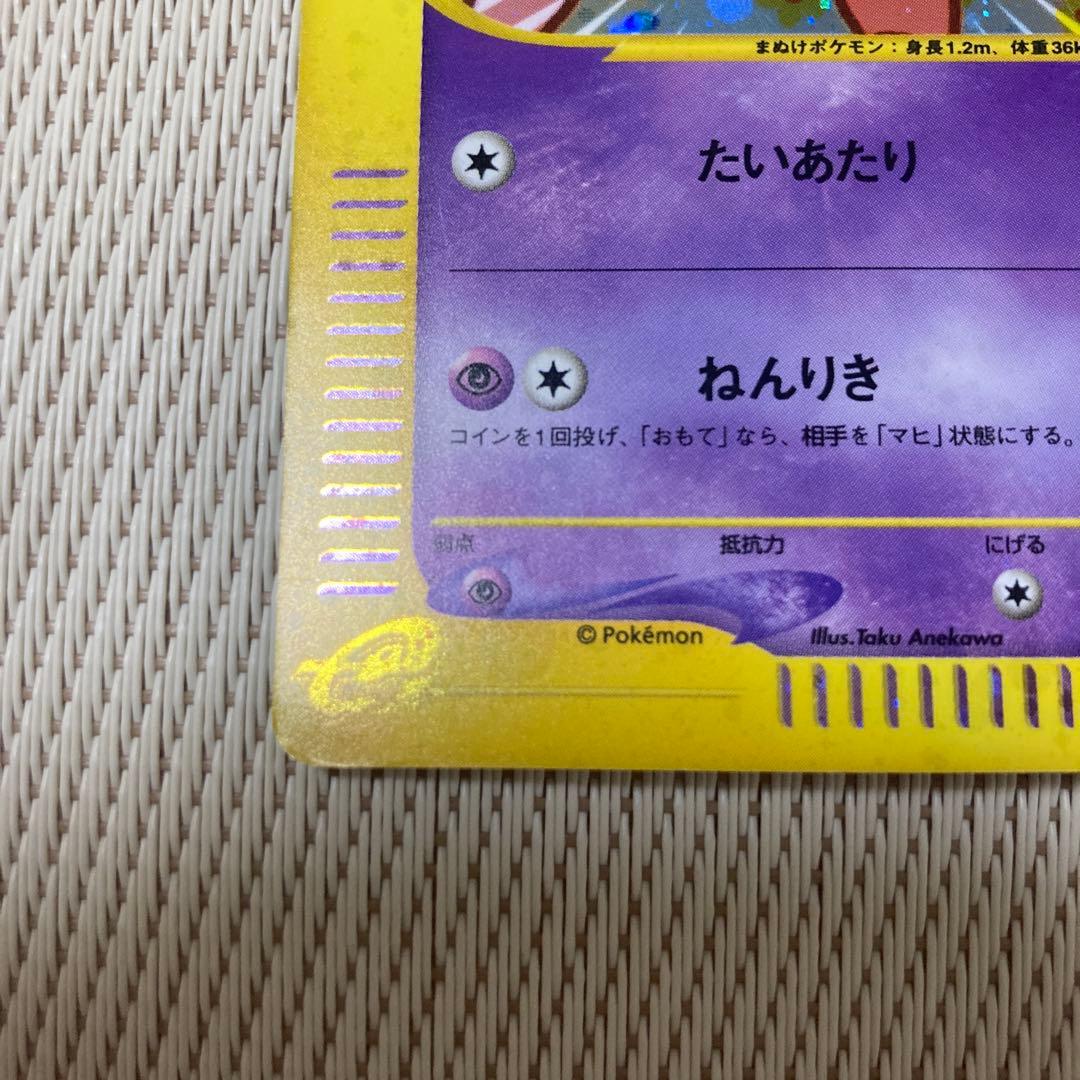 まぬけポケモン：身長1.2m、体重36k
たいあたり
ねんりき
コインを1回投げ、「おもて」なら、相手を「マヒ」状態にする。
弱点 抵抗力 にげる
© Pokémon Illus.Taku Anekawa